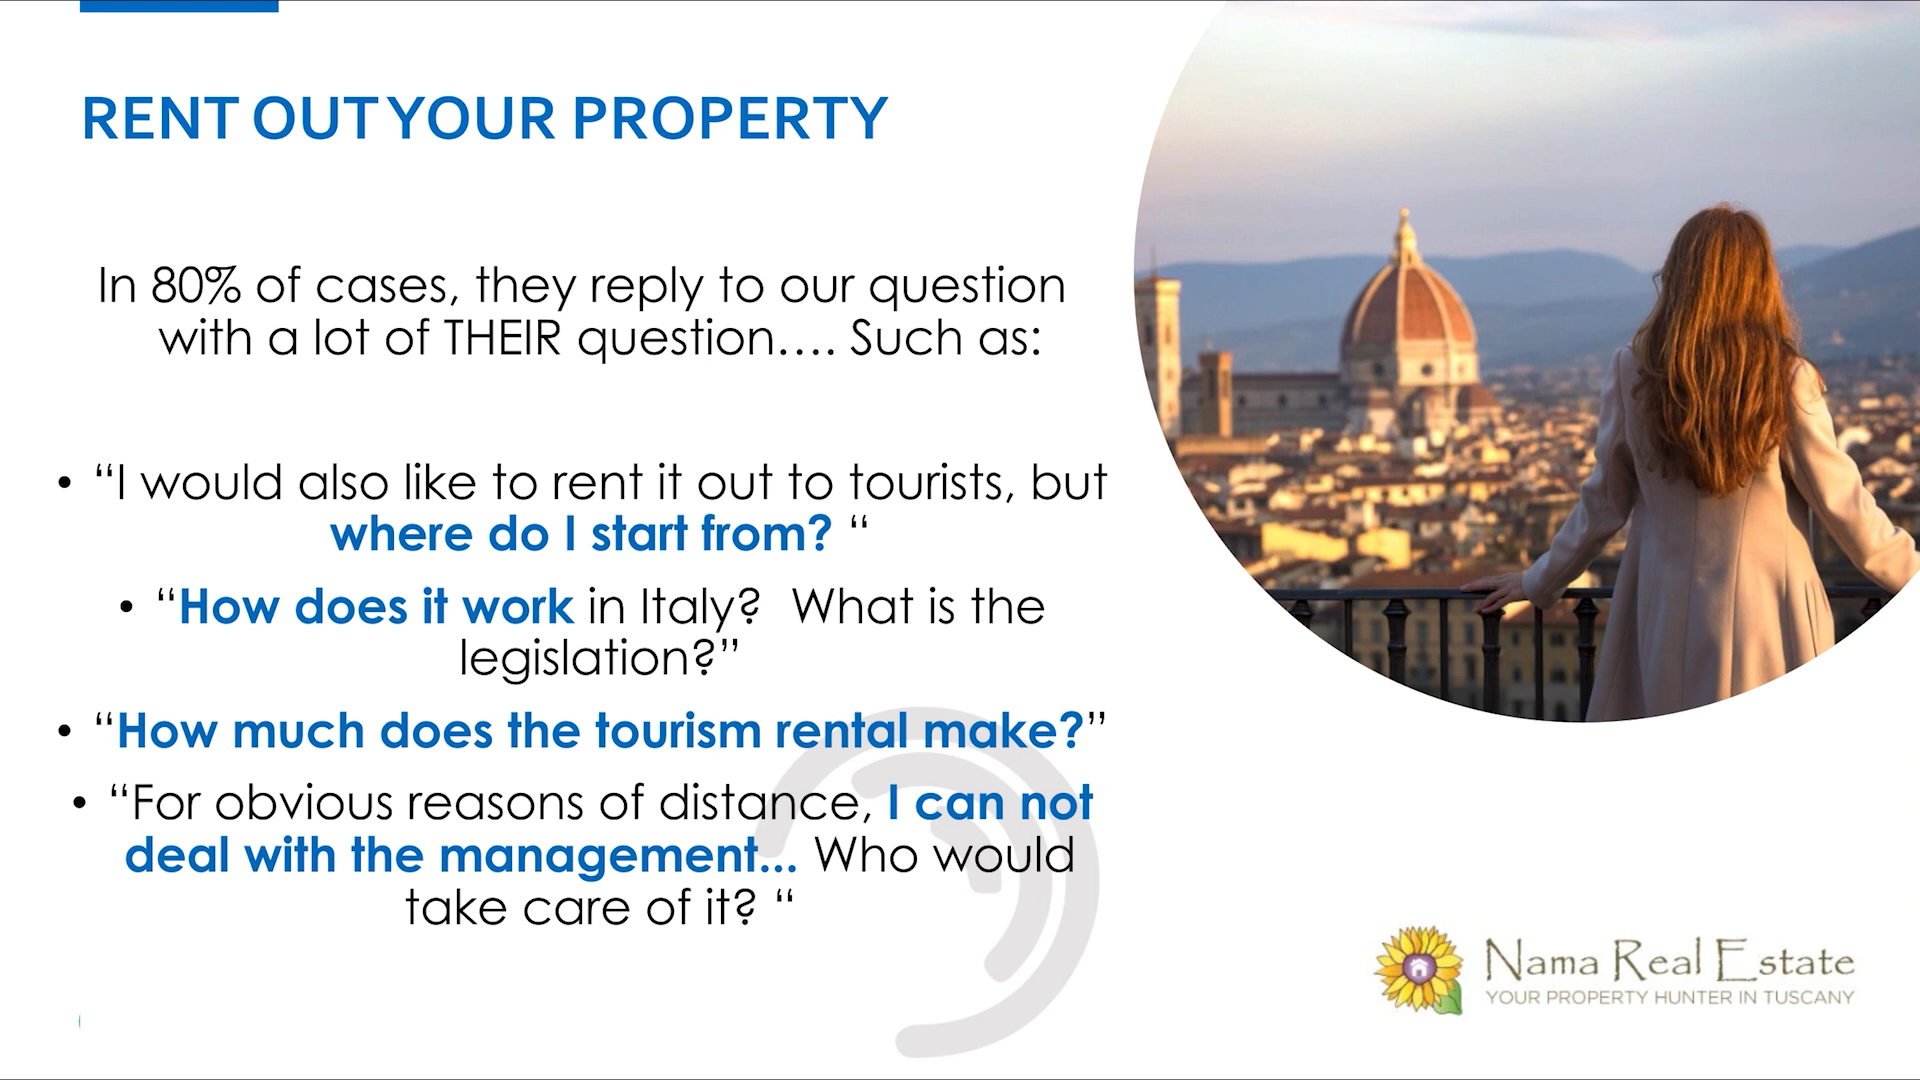 RENT OUT YOUR PROPERTY
In 80% of cases, they reply to our question
with a lot of THEIR question.... Such as:
• “I would also like to rent it out to tourists, but
where do I start from? “
• “How does it work in Italy?  What is the
legislation?”
• “How much does the tourism rental make?”
• “For obvious reasons of distance, I can not
deal with the management... Who would
take care of it? “
Nama Real Estate
YOUR PROPERTY HUNTER IN TUSCANY